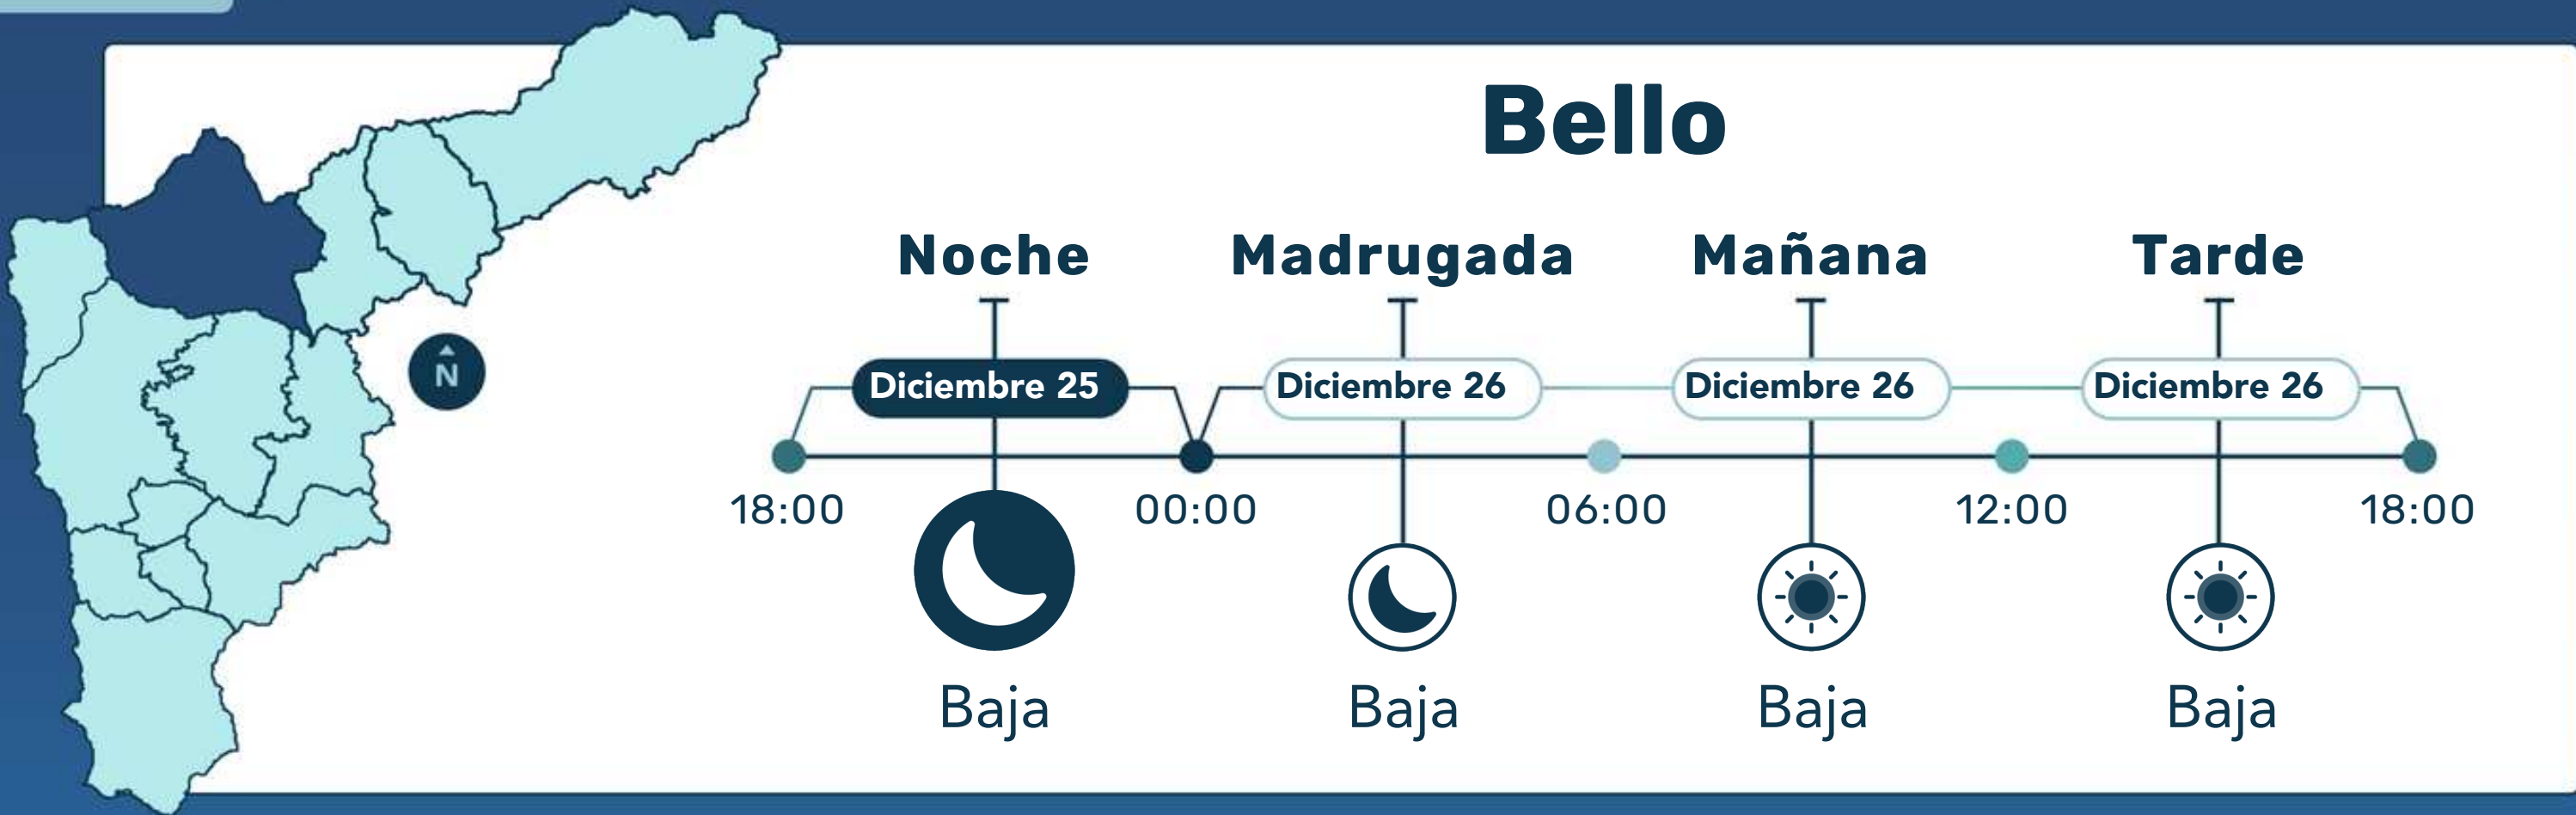 Bello
Noche Madrugada Mañana Tarde
Diciembre 25 Diciembre 26 Diciembre 26 Diciembre 26
N
18:00 00:00 06:00 12:00 18:00
Baja Baja Baja Baja